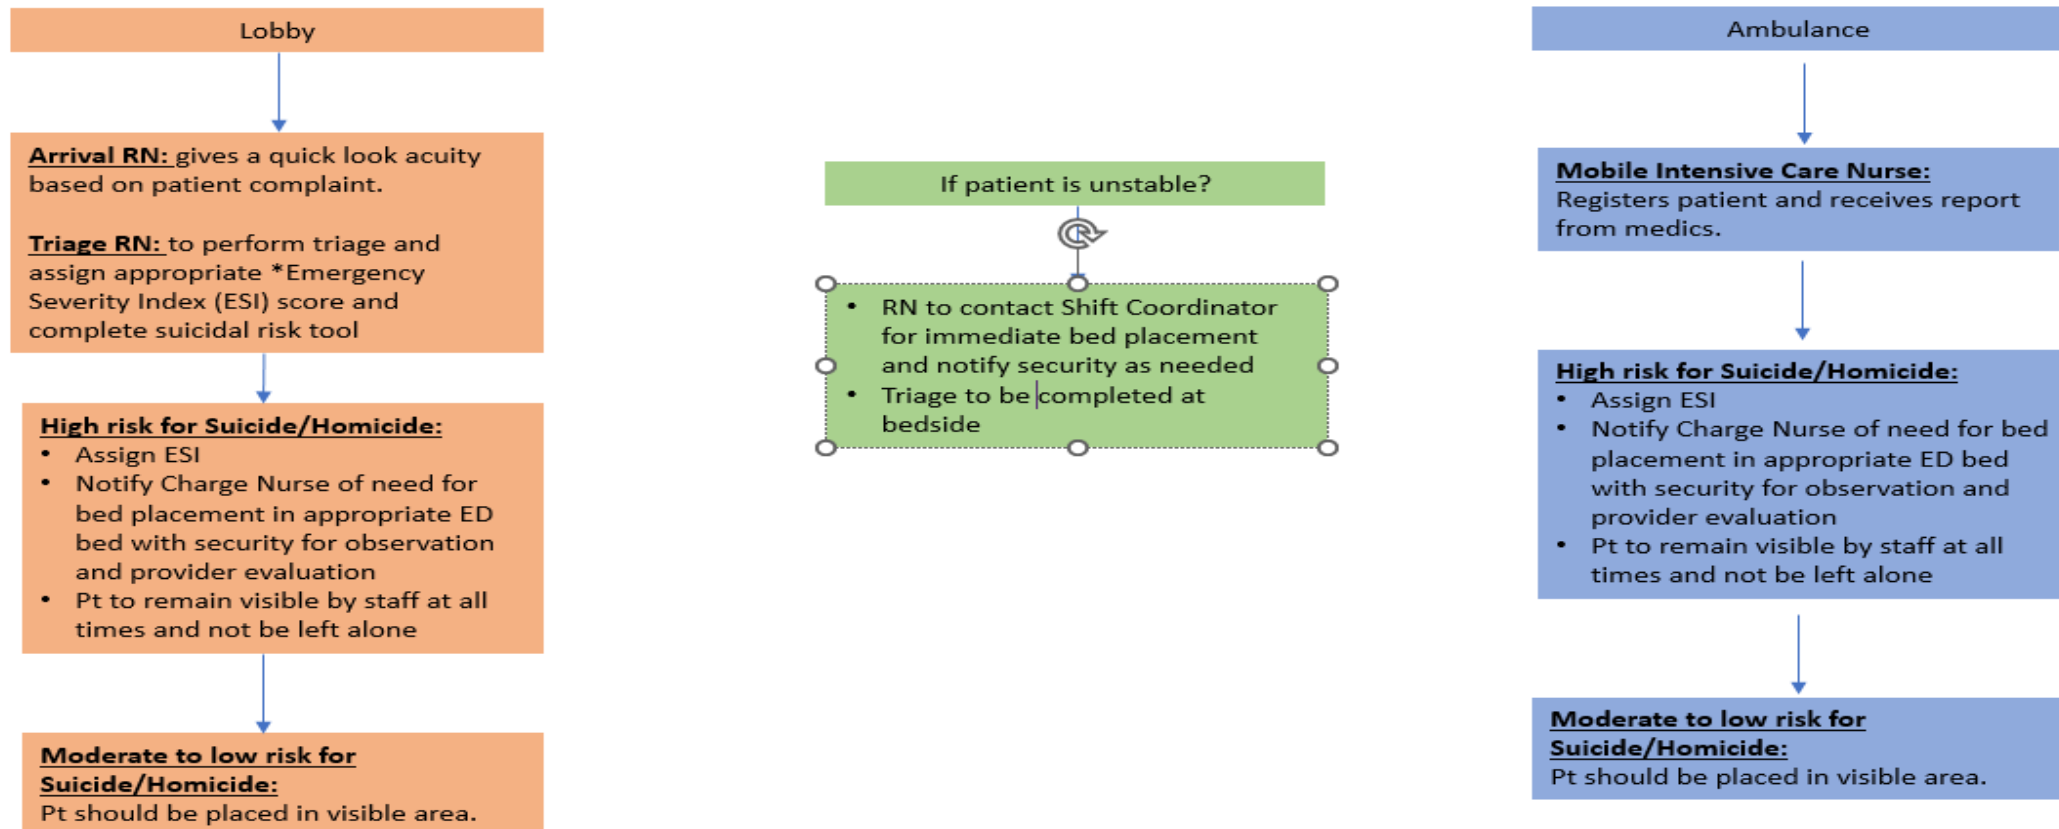 Lobby
Arrival RN: gives a quick look acuity
based on patient complaint.
Triage RN: to perform triage and
assign appropriate *Emergency
Severity Index (ESI) score and
complete suicidal risk tool
High risk for Suicide/Homicide:
• Assign ESI
• Notify Charge Nurse of need for
bed placement in appropriate ED
bed with security for observation
and provider evaluation
• Pt to remain visible by staff at all
times and not be left alone
Moderate to low risk for
Suicide/Homicide:
Pt should be placed in visible area.
If patient is unstable?
• RN to contact Shift Coordinator
for immediate bed placement
and notify security as needed
• Triage to be completed at
bedside
Ambulance
Mobile Intensive Care Nurse:
Registers patient and receives report
from medics.
High risk for Suicide/Homicide:
• Assign ESI
• Notify Charge Nurse of need for bed
placement in appropriate ED bed
with security for observation and
provider evaluation
• Pt to remain visible by staff at all
times and not be left alone
Moderate to low risk for
Suicide/Homicide:
Pt should be placed in visible area.